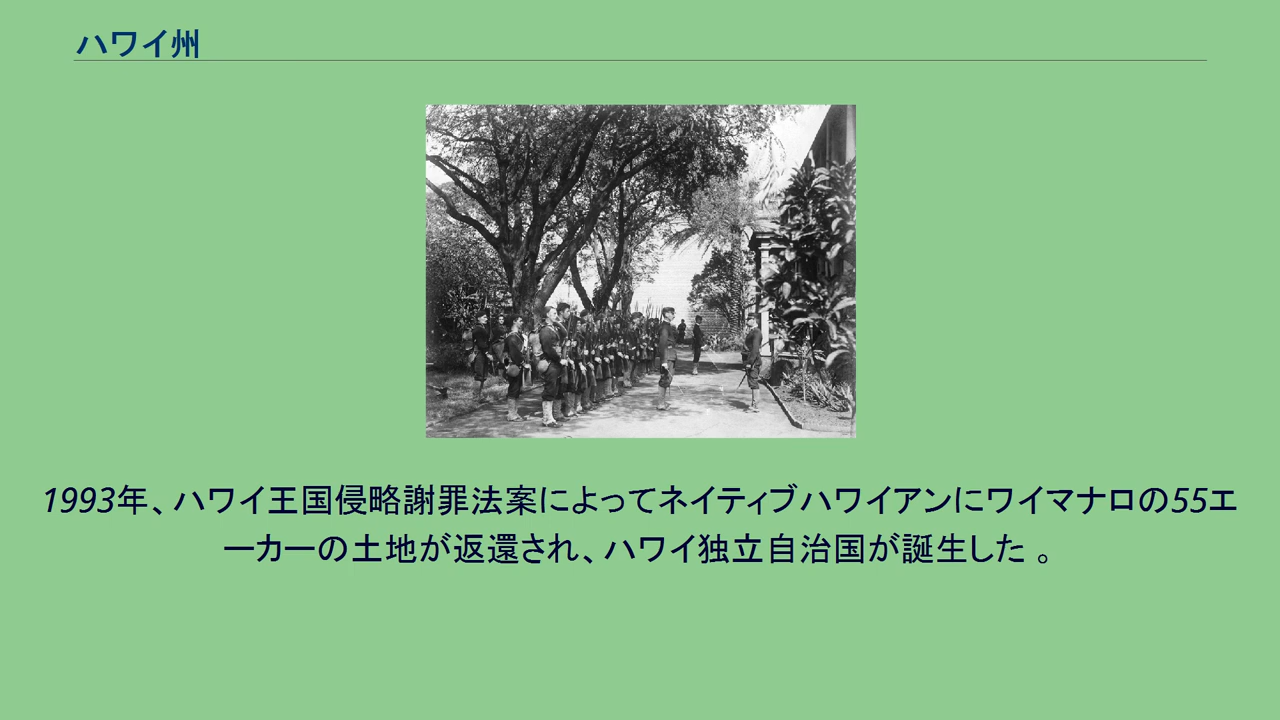 ハワイ州
1993年、ハワイ王国侵略謝罪法案によってネイティブハワイアンにワイマナロの55エ
ーカーの土地が返還され、ハワイ独立自治国が誕生した 。